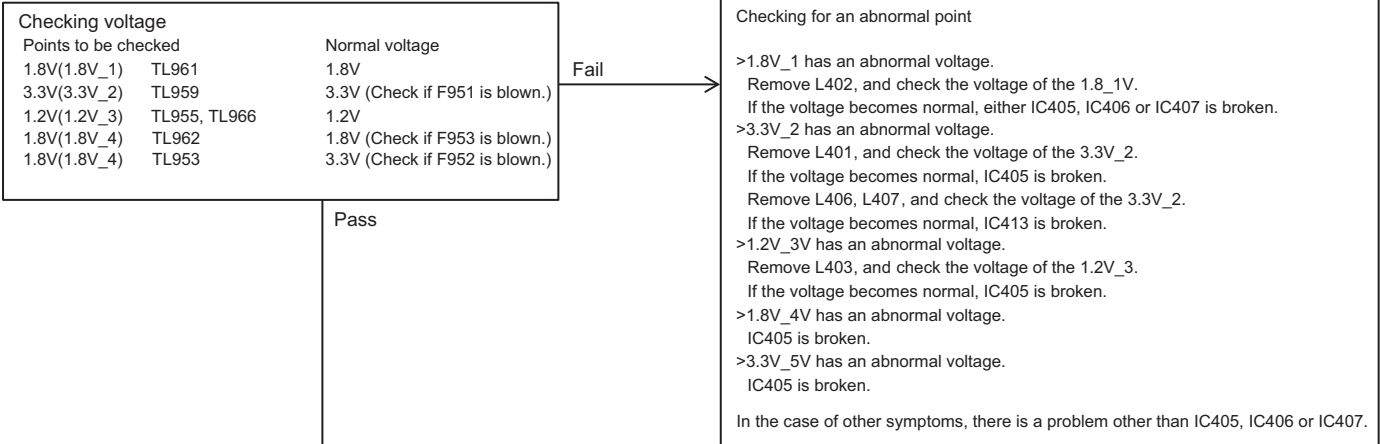 Checking voltage
Points to be checked Normal voltage
1.8V(1.8V_1) TL961 1.8V
3.3V(3.3V_2) TL959 3.3V (Check if F951 is blown.)
1.2V(1.2V_3) TL955, TL966 1.2V
1.8V(1.8V_4) TL962 1.8V (Check if F953 is blown.)
1.8V(1.8V_4) TL953 3.3V (Check if F952 is blown.)
Fail
Pass
Checking for an abnormal point
>1.8V_1 has an abnormal voltage.
Remove L402, and check the voltage of the 1.8_1V.
If the voltage becomes normal, either IC405, IC406 or IC407 is broken.
>3.3V_2 has an abnormal voltage.
Remove L401, and check the voltage of the 3.3V_2.
If the voltage becomes normal, IC405 is broken.
Remove L406, L407, and check the voltage of the 3.3V_2.
If the voltage becomes normal, IC413 is broken.
>1.2V_3V has an abnormal voltage.
Remove L403, and check the voltage of the 1.2V_3.
If the voltage becomes normal, IC405 is broken.
>1.8V_4V has an abnormal voltage.
IC405 is broken.
>3.3V_5V has an abnormal voltage.
IC405 is broken.
In the case of other symptoms, there is a problem other than IC405, IC406 or IC407.